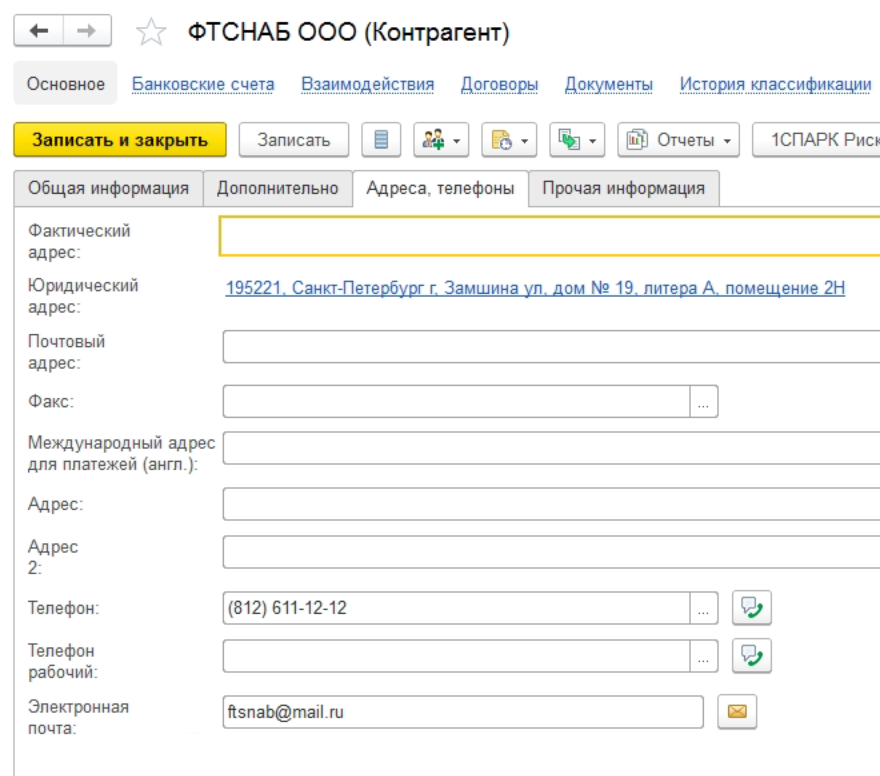 ФТСНАБ ООО (Контрагент)
Основное Банковские счета Взаимодействия Договоры Документы История классификации
Записать и закрыть Записать Отчеты 1СПАРК Риск
Общая информация Дополнительно Адреса, телефоны Прочая информация
Фактический
адрес:
Юридический
адрес:
195221, Санкт-Петербург г, Замшина ул, дом № 19, литера А, помещение 2Н
Почтовый
адрес:
Факс: ...
Международный адрес
для платежей (англ.):
Адрес:
Адрес
2:
Телефон: (812) 611-12-12 ...
Телефон
рабочий: ...
Электронная
почта:
ftsnab@mail.ru